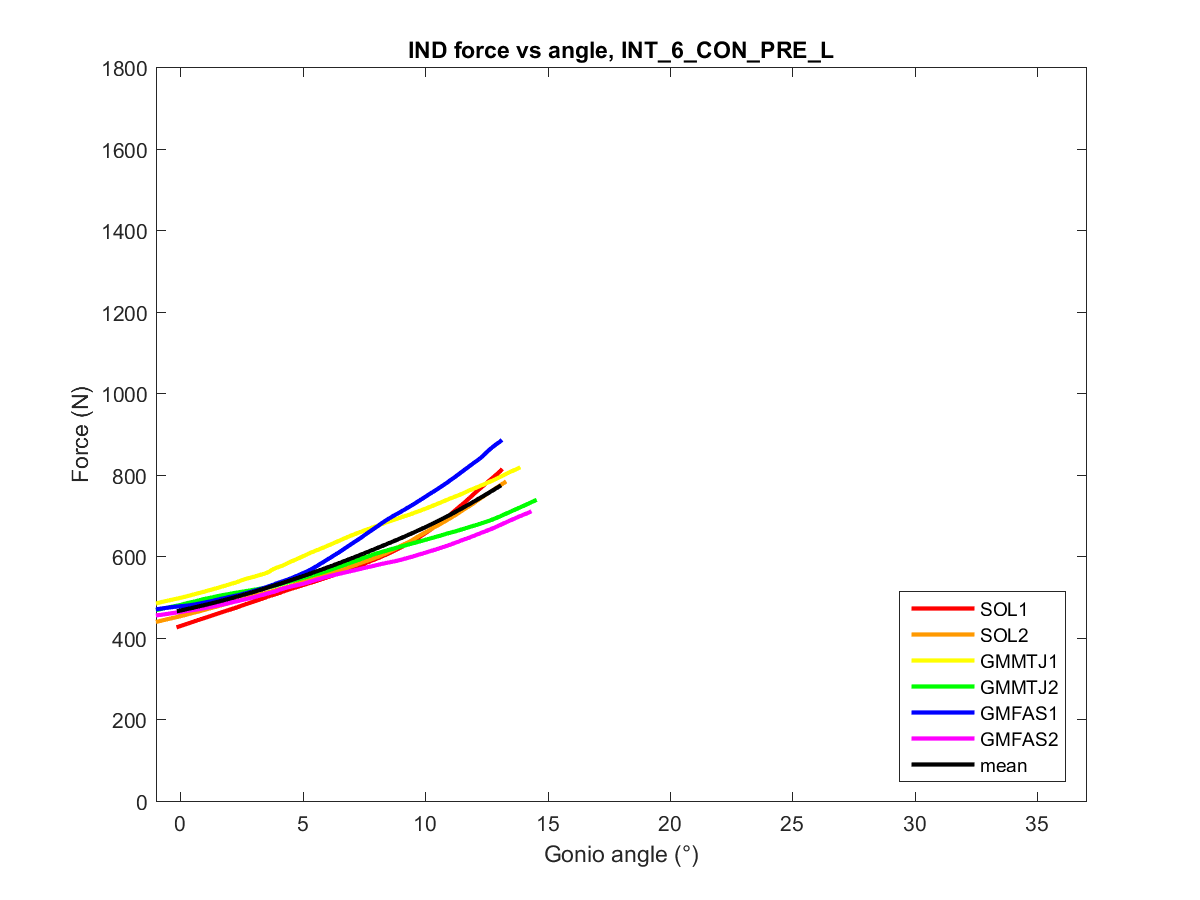 IND force vs angle, INT_6_CON_PRE_L
1800
1600
1400
1200
1000
800
600
400
200
0
Force (N)
0 5 10 15 20 25 30 35
Gonio angle (°)
SOL1
SOL2
GMMTJ1
GMMTJ2
GMFAS1
GMFAS2
mean